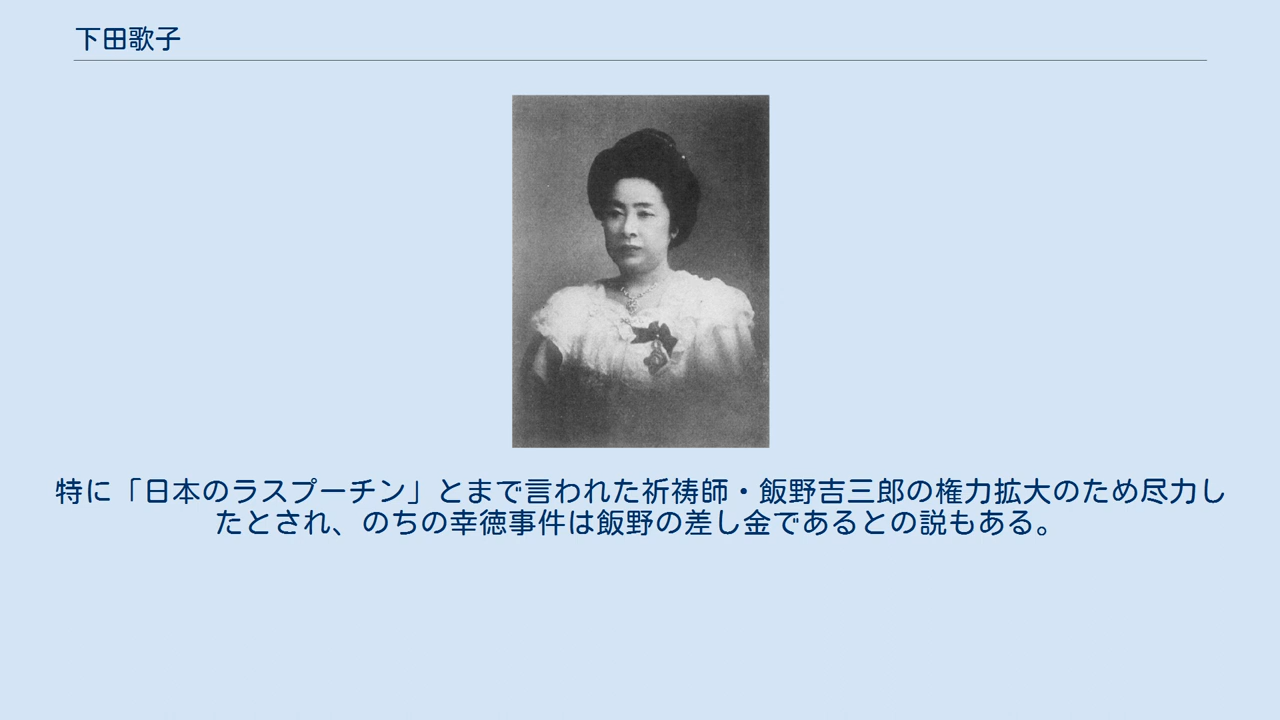 下田歌子
特に「日本のラスプーチン」とまで言われた祈祷師・飯野吉三郎の権力拡大のため尽力し
たとされ、のちの幸徳事件は飯野の差し金であるとの説もある。